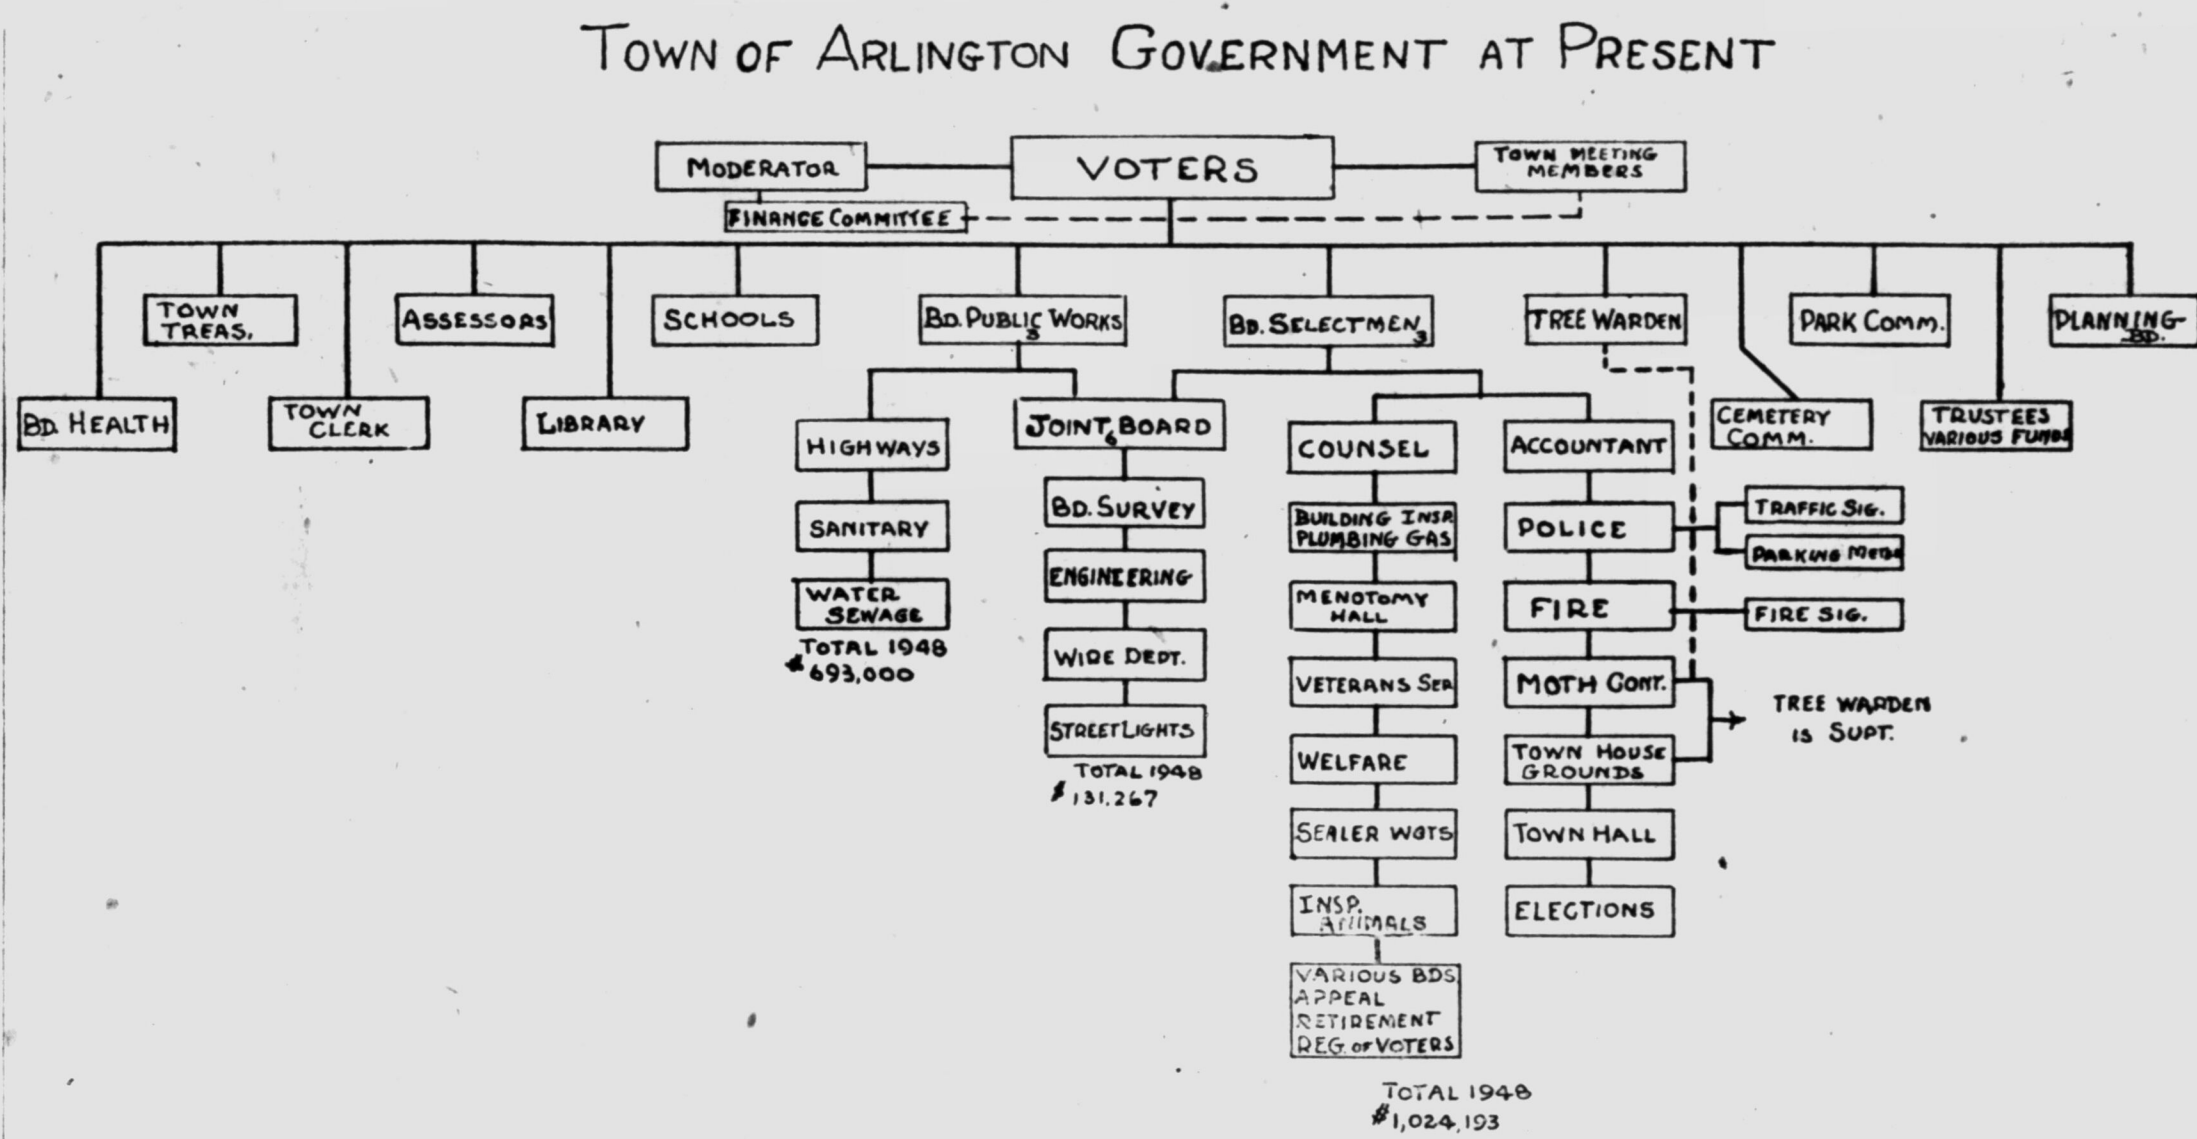 TOWN OF ARLINGTON GOVERNMENT AT PRESENT
MODERATOR
VOTERS
TOWN MEETING
MEMBERS
FINANCE COMMITTEE
TOWN
TREAS.
ASSESSORS
SCHOOLS
BD. PUBLIC WORKS
3
BD. SELECTMEN
3
TREE WARDEN
PARK COMM.
PLANNING
BD.
BD. HEALTH
TOWN
CLERK
LIBRARY
HIGHWAYS
SANITARY
WATER
SEWAGE
TOTAL 1948
$693,000
JOINT BOARD
6
BD. SURVEY
ENGINEERING
WIRE DEPT.
STREET LIGHTS
TOTAL 1948
$131,267
COUNSEL
BUILDING INSP.
PLUMBING GAS
MENOTOMY
HALL
VETERANS SER
WELFARE
SEALER WGTS
INSP.
ANIMALS
VARIOUS BDS
APPEAL
RETIREMENT
REG. OF VOTERS
TOTAL 1948
$1,024,193
ACCOUNTANT
POLICE
FIRE
MOTH CONT.
TOWN HOUSE
GROUNDS
TOWN HALL
ELECTIONS
CEMETERY
COMM.
TRUSTEES
VARIOUS FUNDS
TRAFFIC SIG.
PARKING
FIRE SIG.
TREE WARDEN
IS SUPT.